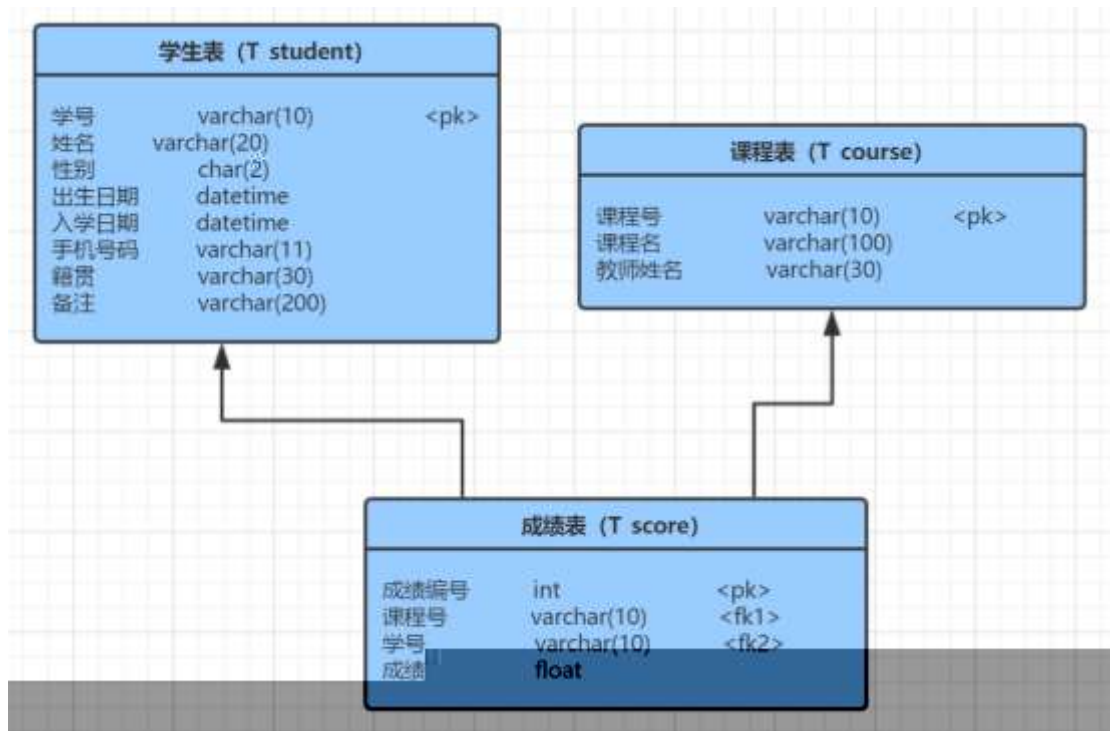 学生表 (T student)
学号 varchar(10) <pk>
姓名 varchar(20)
性别 char(2)
出生日期 datetime
入学日期 datetime
手机号码 varchar(11)
籍贯 varchar(30)
备注 varchar(200)
课程表 (T course)
课程号 varchar(10) <pk>
课程名 varchar(100)
教师姓名 varchar(30)
成绩表 (T score)
成绩编号 int <pk>
课程号 varchar(10) <fk1>
学号 varchar(10) <fk2>
成绩 float